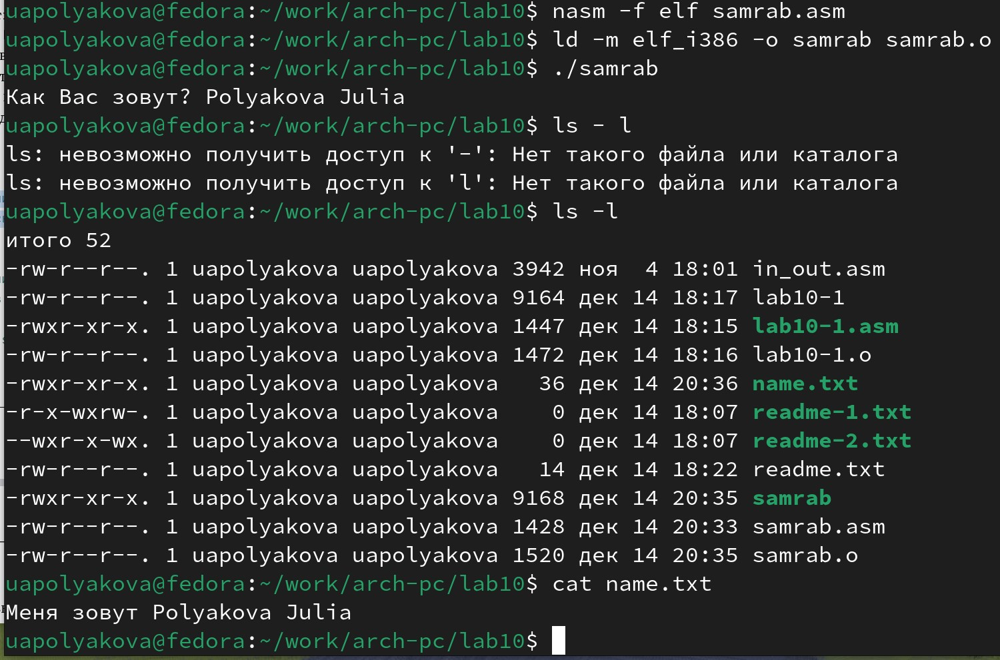 uapolyakova@fedora:~/work/arch-pc/lab10$ nasm -f elf samrab.asm
uapolyakova@fedora:~/work/arch-pc/lab10$ ld -m elf_i386 -o samrab samrab.o
uapolyakova@fedora:~/work/arch-pc/lab10$ ./samrab
Как Вас зовут? Polyakova Julia
uapolyakova@fedora:~/work/arch-pc/lab10$ ls - l
ls: невозможно получить доступ к '-': Нет такого файла или каталога
ls: невозможно получить доступ к 'l': Нет такого файла или каталога
uapolyakova@fedora:~/work/arch-pc/lab10$ ls -l
итого 52
-rw-r--r--. 1 uapolyakova uapolyakova 3942 ноя  4 18:01 in_out.asm
-rw-r--r--. 1 uapolyakova uapolyakova 9164 дек 14 18:17 lab10-1
-rwxr-xr-x. 1 uapolyakova uapolyakova 1447 дек 14 18:15 lab10-1.asm
-rw-r--r--. 1 uapolyakova uapolyakova 1472 дек 14 18:16 lab10-1.o
-rwxr-xr-x. 1 uapolyakova uapolyakova   36 дек 14 20:36 name.txt
-r-x-wxrw-. 1 uapolyakova uapolyakova    0 дек 14 18:07 readme-1.txt
--wxr-x-wx. 1 uapolyakova uapolyakova    0 дек 14 18:07 readme-2.txt
-rw-r--r--. 1 uapolyakova uapolyakova   14 дек 14 18:22 readme.txt
-rwxr-xr-x. 1 uapolyakova uapolyakova 9168 дек 14 20:35 samrab
-rw-r--r--. 1 uapolyakova uapolyakova 1428 дек 14 20:33 samrab.asm
-rw-r--r--. 1 uapolyakova uapolyakova 1520 дек 14 20:35 samrab.o
uapolyakova@fedora:~/work/arch-pc/lab10$ cat name.txt
Меня зовут Polyakova Julia
uapolyakova@fedora:~/work/arch-pc/lab10$